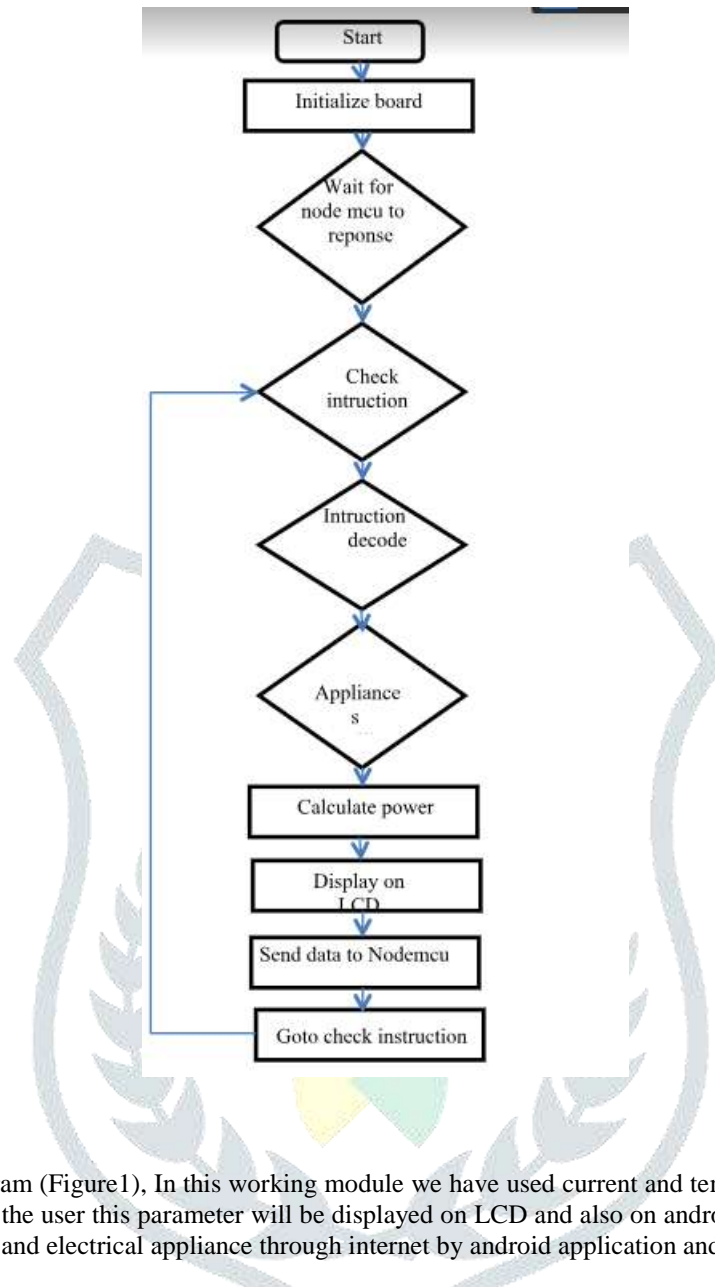 Start
Initialize board
Wait for
node mcu to
reponse
Check
intruction
Intruction
decode
Appliance
s
Calculate power
Display on
LCD
Send data to Nodemcu
Goto check instruction
am (Figure1), In this working module we have used current and ter
the user this parameter will be displayed on LCD and also on andro
and electrical appliance through internet by android application and